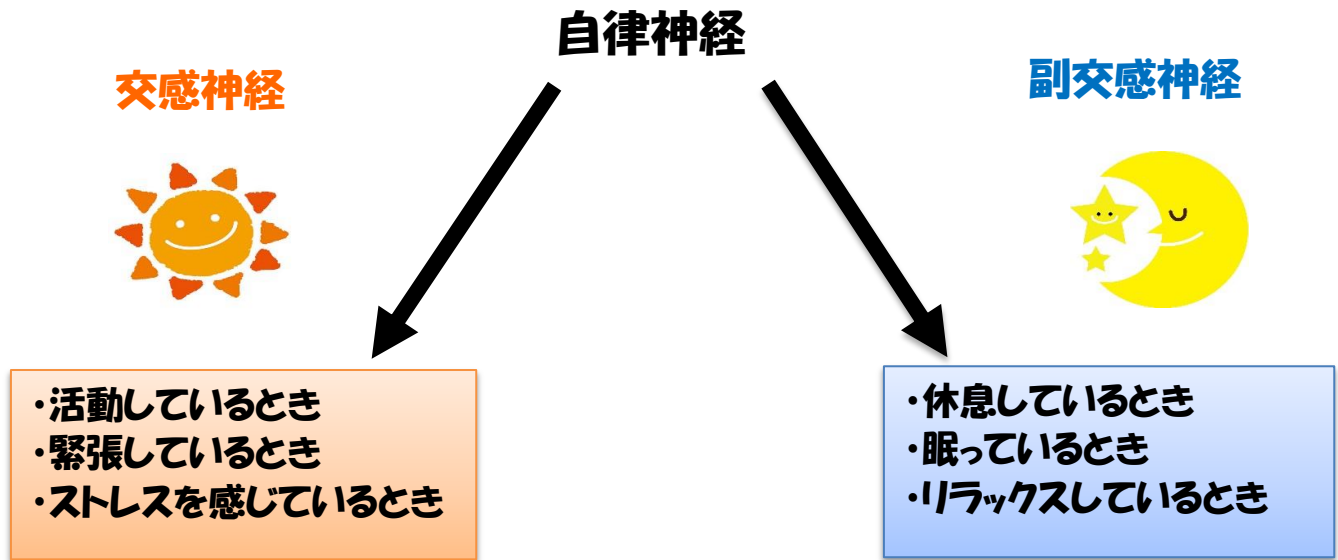 自律神経
交感神経
副交感神経
・活動しているとき
・緊張しているとき
・ストレスを感じているとき
・休息しているとき
・眠っているとき
・リラックスしているとき